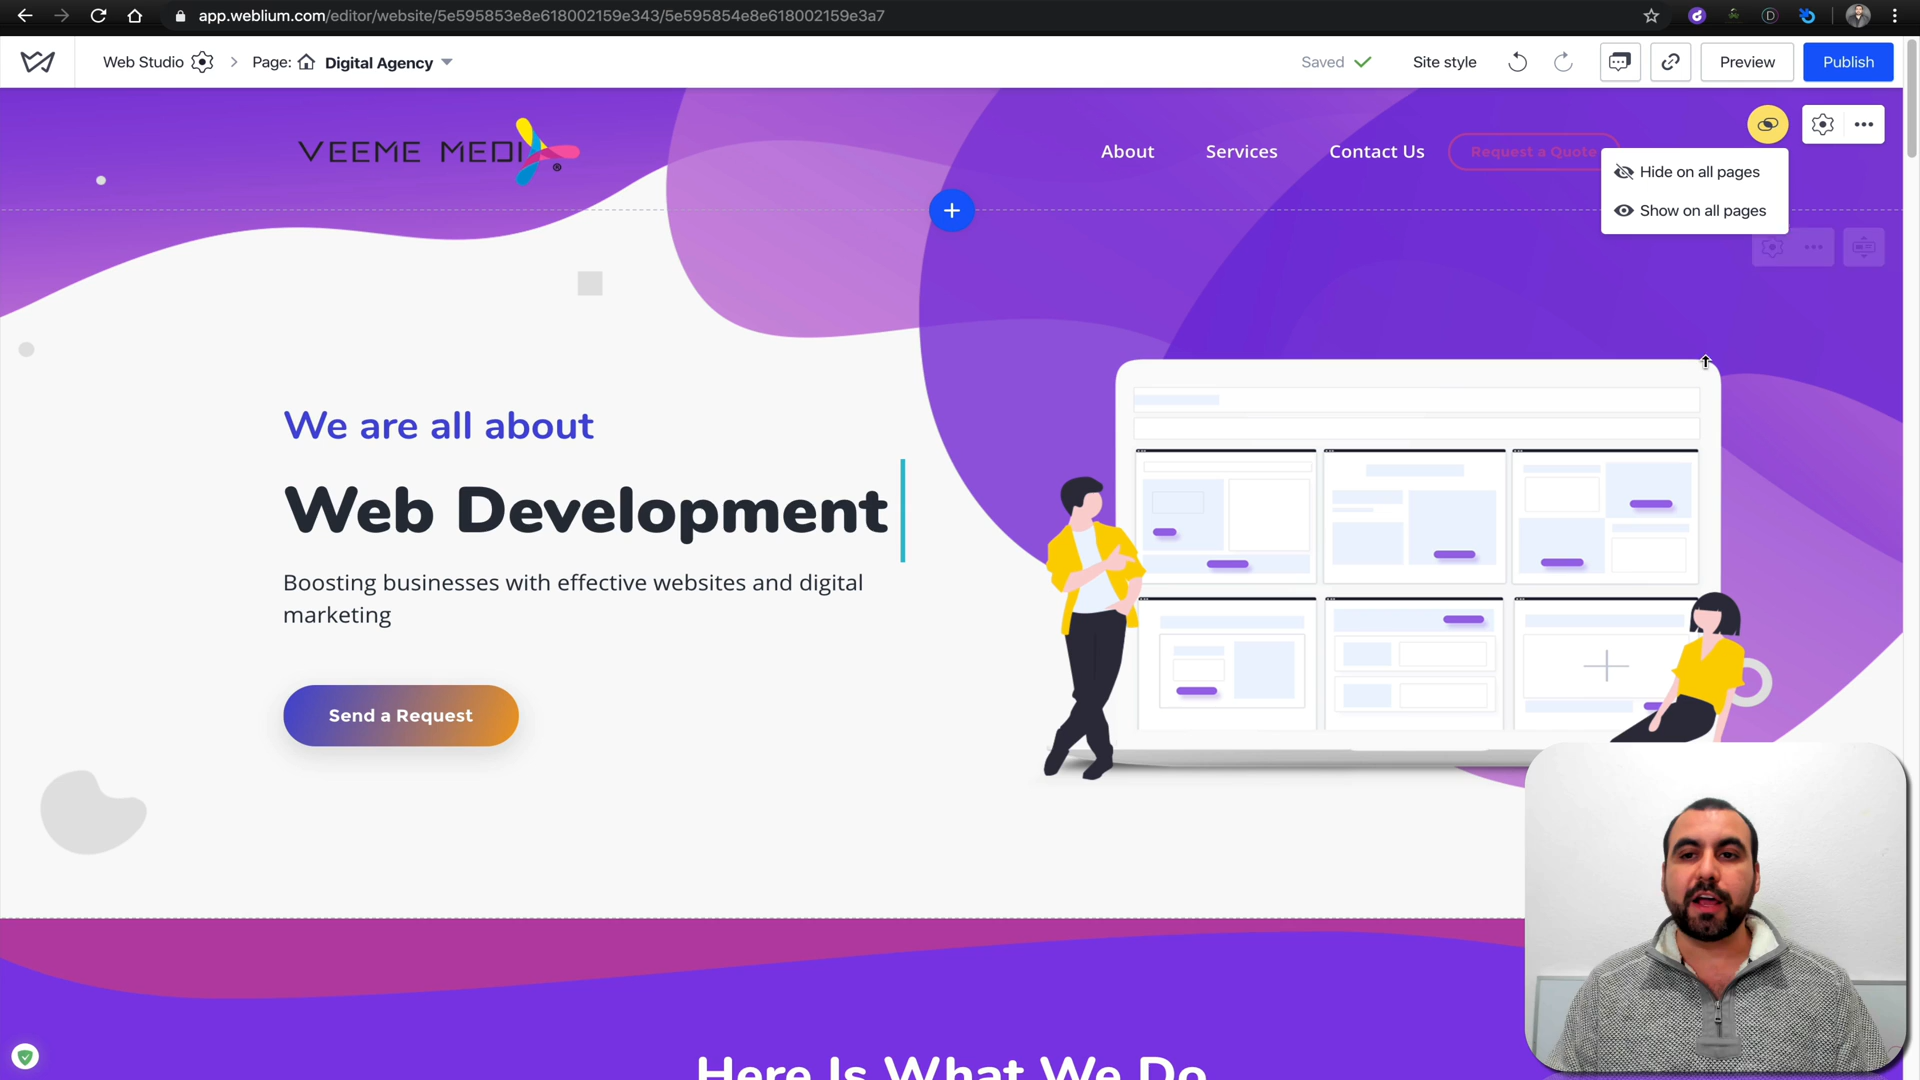 app.weblium.com/editor/website/5e595853e8e618002159e343/5e595854e8e618002159e3a7
Web Studio
Page: Digital Agency
Saved
Site style
Preview
Publish
VEEME MEDI
®
About
Services
Contact Us
Request a Quote
Hide on all pages
Show on all pages
We are all about
Web Development
Boosting businesses with effective websites and digital
marketing
Send a Request
Here Is What We Do